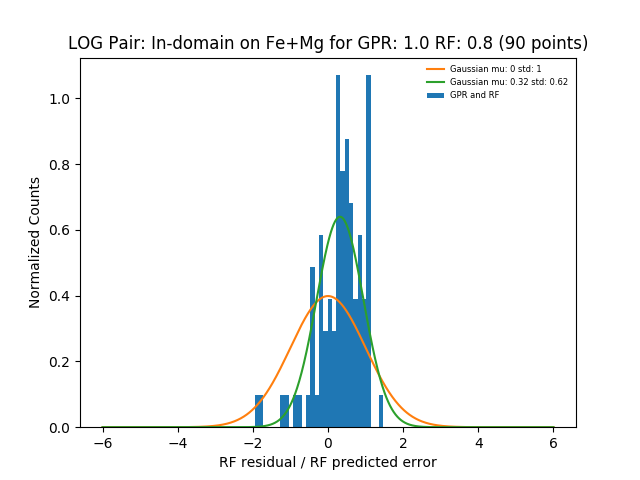 LOG Pair: In-domain on Fe+Mg for GPR: 1.0 RF: 0.8 (90 points)
Gaussian mu: 0 std: 1
Gaussian mu: 0.32 std: 0.62
GPR and RF
Normalized Counts
1.0
0.8
0.6
0.4
0.2
0.0
−6 −4 −2 0 2 4 6
RF residual / RF predicted error